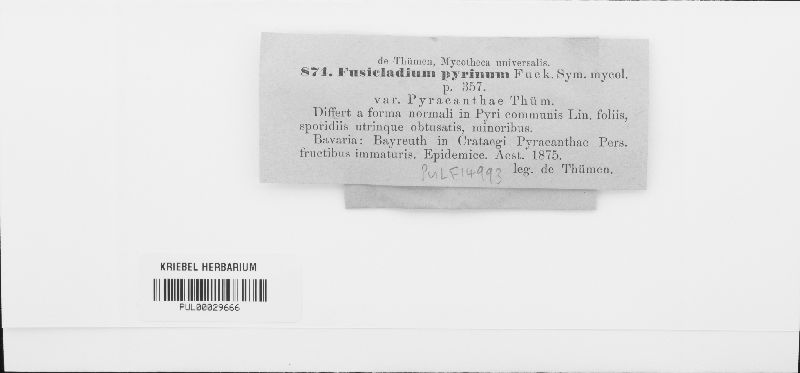 de Thümen, Mycotheca universalis.
871. Fusicladium pyrinum Fuck. Sym. mycol.
p. 357.
var. Pyracanthae Thüm.
Differt a forma normali in Pyri communis Lin. foliis,
sporidiis utrinque obtusatis, minoribus.
Bavaria: Bayreuth in Crataegi Pyracanthae Pers.
fructibus immaturis. Epidemice. Aest. 1875.
leg. de Thümen.
PUL F14993
KRIEBEL HERBARIUM
PUL00029666